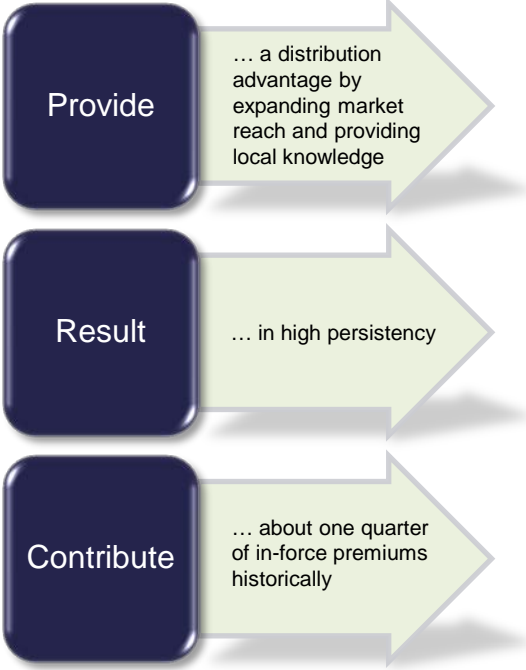 Provide
… a distribution
advantage by
expanding market
reach and providing
local knowledge
Result
… in high persistency
Contribute
… about one quarter
of in-force premiums
historically